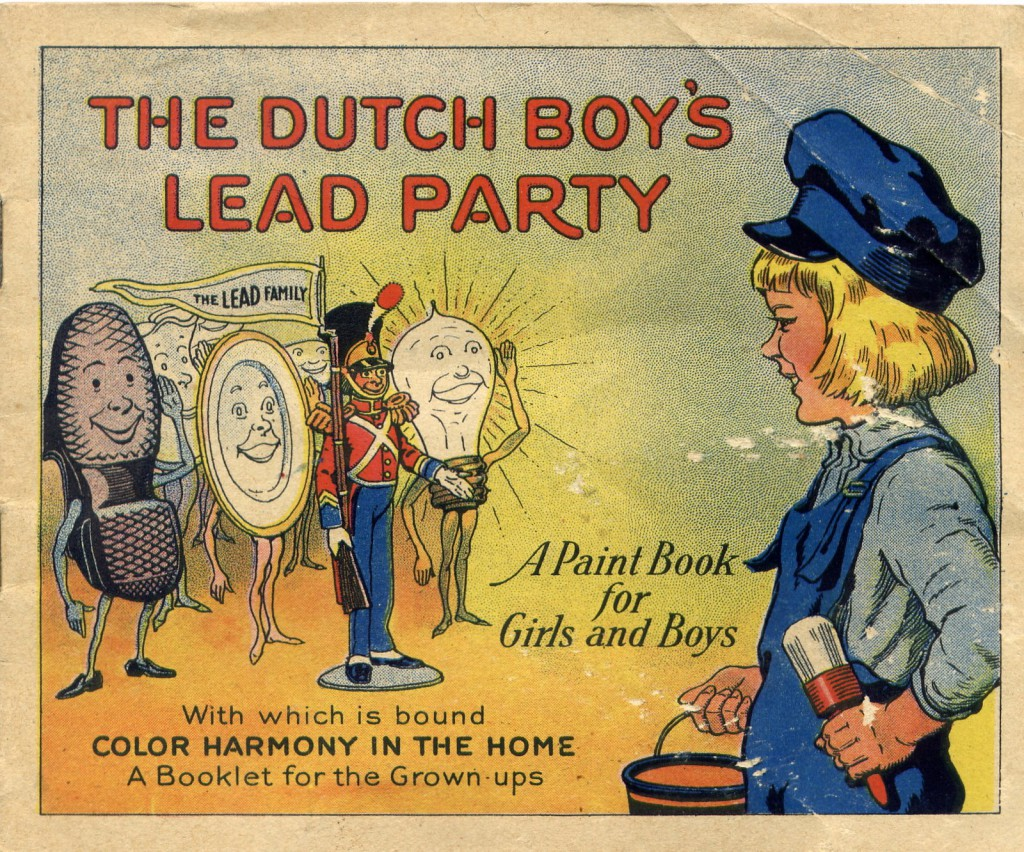 THE DUTCH BOY'S
LEAD PARTY
THE LEAD FAMILY
A Paint Book
for
Girls and Boys
With which is bound
COLOR HARMONY IN THE HOME
A Booklet for the Grown-ups